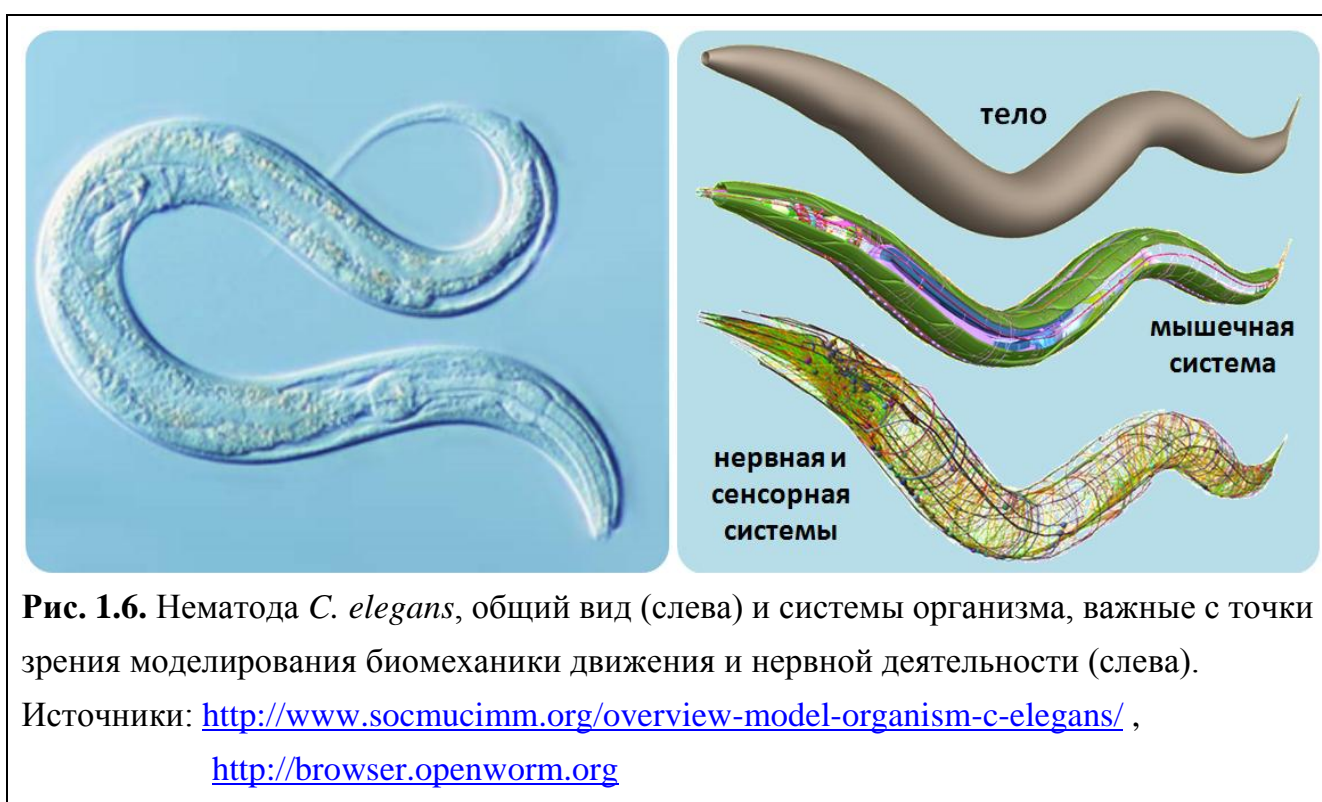 тело
мышечная
система
нервная и
сенсорная
системы
Рис. 1.6. Нематода C. elegans, общий вид (слева) и системы организма, важные с точки
зрения моделирования биомеханики движения и нервной деятельности (слева).
Источники: http://www.socmucimm.org/overview-model-organism-c-elegans/ ,
http://browser.openworm.org